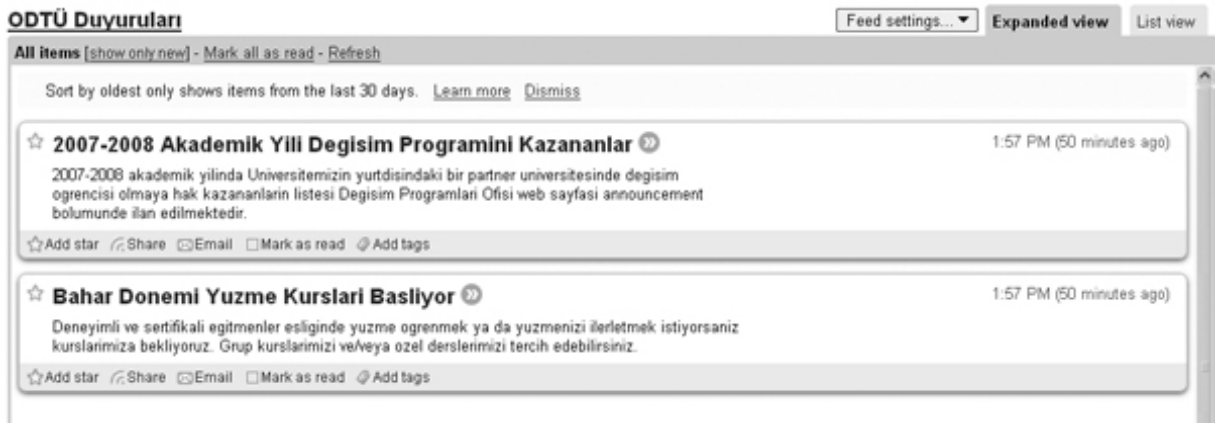 ODTÜ Duyuruları
Feed settings... Expanded view List view
All items [show only new] - Mark all as read - Refresh
Sort by oldest only shows items from the last 30 days. Learn more Dismiss
2007-2008 Akademik Yili Degisim Programini Kazananlar 1:57 PM (50 minutes ago)
2007-2008 akademik yilinda Universitemizin yurtdisindaki bir partner universitesinde degisim
ogrencisi olmaya hak kazananlarin listesi Degisim Programlari Ofisi web sayfasi announcement
bolumunde ilan edilmektedir.
Add star Share Email Mark as read Add tags
Bahar Donemi Yuzme Kurslari Basliyor 1:57 PM (50 minutes ago)
Deneyimli ve sertifikali egitmenler esliginde yuzme ogrenmek ya da yuzmenizi ilerletmek istiyorsaniz
kurslarimiza bekliyoruz. Grup kurslarimizi ve/veya ozel derslerimizi tercih edebilirsiniz.
Add star Share Email Mark as read Add tags